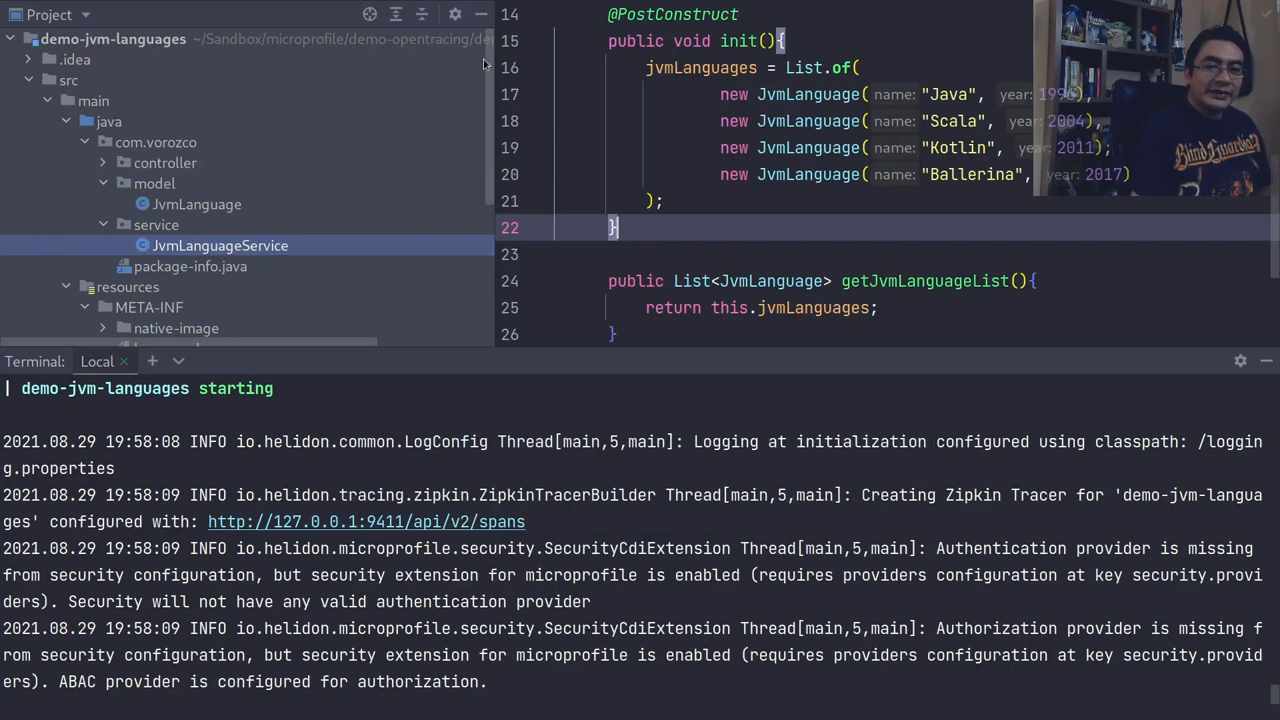 Project
demo-jvm-languages ~/Sandbox/microprofile/demo-opentracing/de
.idea
src
main
java
com.vorozco
controller
model
JvmLanguage
service
JvmLanguageService
package-info.java
resources
META-INF
native-image
14 @PostConstruct
15 public void init(){
16 jvmLanguages = List.of(
17 new JvmLanguage( name: "Java", year: 1996),
18 new JvmLanguage( name: "Scala", year: 2004),
19 new JvmLanguage( name: "Kotlin", year: 2011),
20 new JvmLanguage( name: "Ballerina", year: 2017)
21 );
22 }
23
24 public List<JvmLanguage> getJvmLanguageList(){
25 return this.jvmLanguages;
26 }
Blind Guardian
Terminal: Local × +
| demo-jvm-languages starting
2021.08.29 19:58:08 INFO io.helidon.common.LogConfig Thread[main,5,main]: Logging at initialization configured using classpath: /loggin
g.properties
2021.08.29 19:58:09 INFO io.helidon.tracing.zipkin.ZipkinTracerBuilder Thread[main,5,main]: Creating Zipkin Tracer for 'demo-jvm-langua
ges' configured with: http://127.0.0.1:9411/api/v2/spans
2021.08.29 19:58:09 INFO io.helidon.microprofile.security.SecurityCdiExtension Thread[main,5,main]: Authentication provider is missing
from security configuration, but security extension for microprofile is enabled (requires providers configuration at key security.provi
ders). Security will not have any valid authentication provider
2021.08.29 19:58:09 INFO io.helidon.microprofile.security.SecurityCdiExtension Thread[main,5,main]: Authorization provider is missing f
rom security configuration, but security extension for microprofile is enabled (requires providers configuration at key security.provid
ers). ABAC provider is configured for authorization.